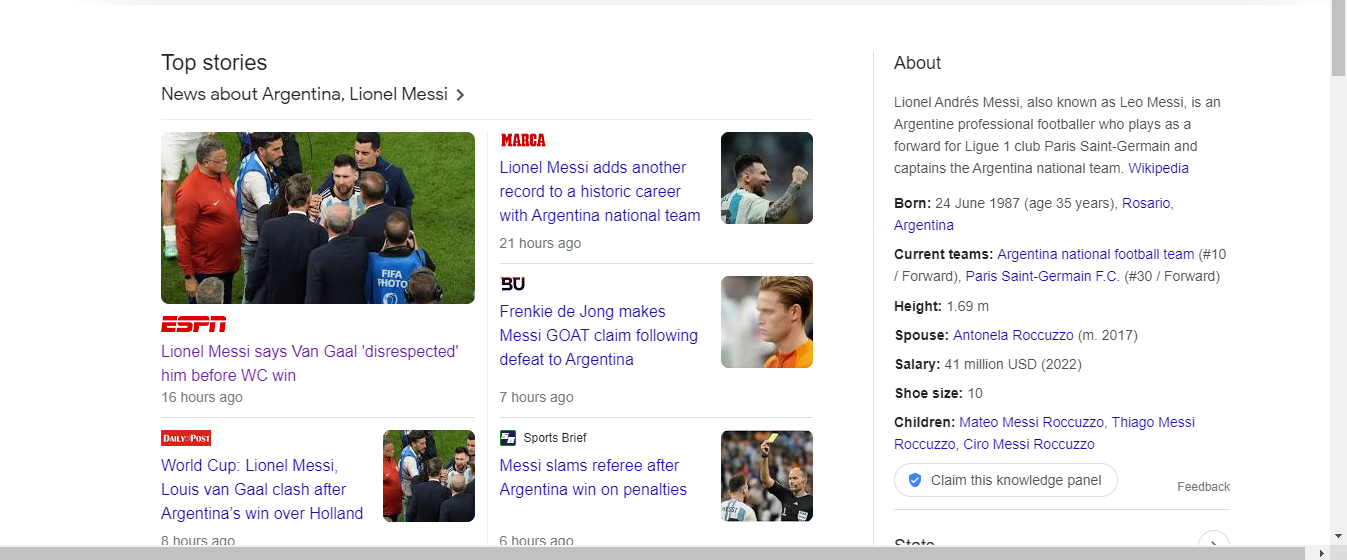 Top stories
News about Argentina, Lionel Messi
FIFA
PHOTO
ESPN
Lionel Messi says Van Gaal 'disrespected'
him before WC win
16 hours ago
MARCA
Lionel Messi adds another
record to a historic career
with Argentina national team
21 hours ago
BU
Frenkie de Jong makes
Messi GOAT claim following
defeat to Argentina
7 hours ago
DAILY POST
World Cup: Lionel Messi,
Louis van Gaal clash after
Argentina's win over Holland
8 hours ago
Sports Brief
Messi slams referee after
Argentina win on penalties
MESSI
6 hours ago
About
Lionel Andrés Messi, also known as Leo Messi, is an
Argentine professional footballer who plays as a
forward for Ligue 1 club Paris Saint-Germain and
captains the Argentina national team. Wikipedia
Born: 24 June 1987 (age 35 years), Rosario,
Argentina
Current teams: Argentina national football team (#10
/ Forward), Paris Saint-Germain F.C. (#30 / Forward)
Height: 1.69 m
Spouse: Antonela Roccuzzo (m. 2017)
Salary: 41 million USD (2022)
Shoe size: 10
Children: Mateo Messi Roccuzzo, Thiago Messi
Roccuzzo, Ciro Messi Roccuzzo
Claim this knowledge panel
Feedback
Stats